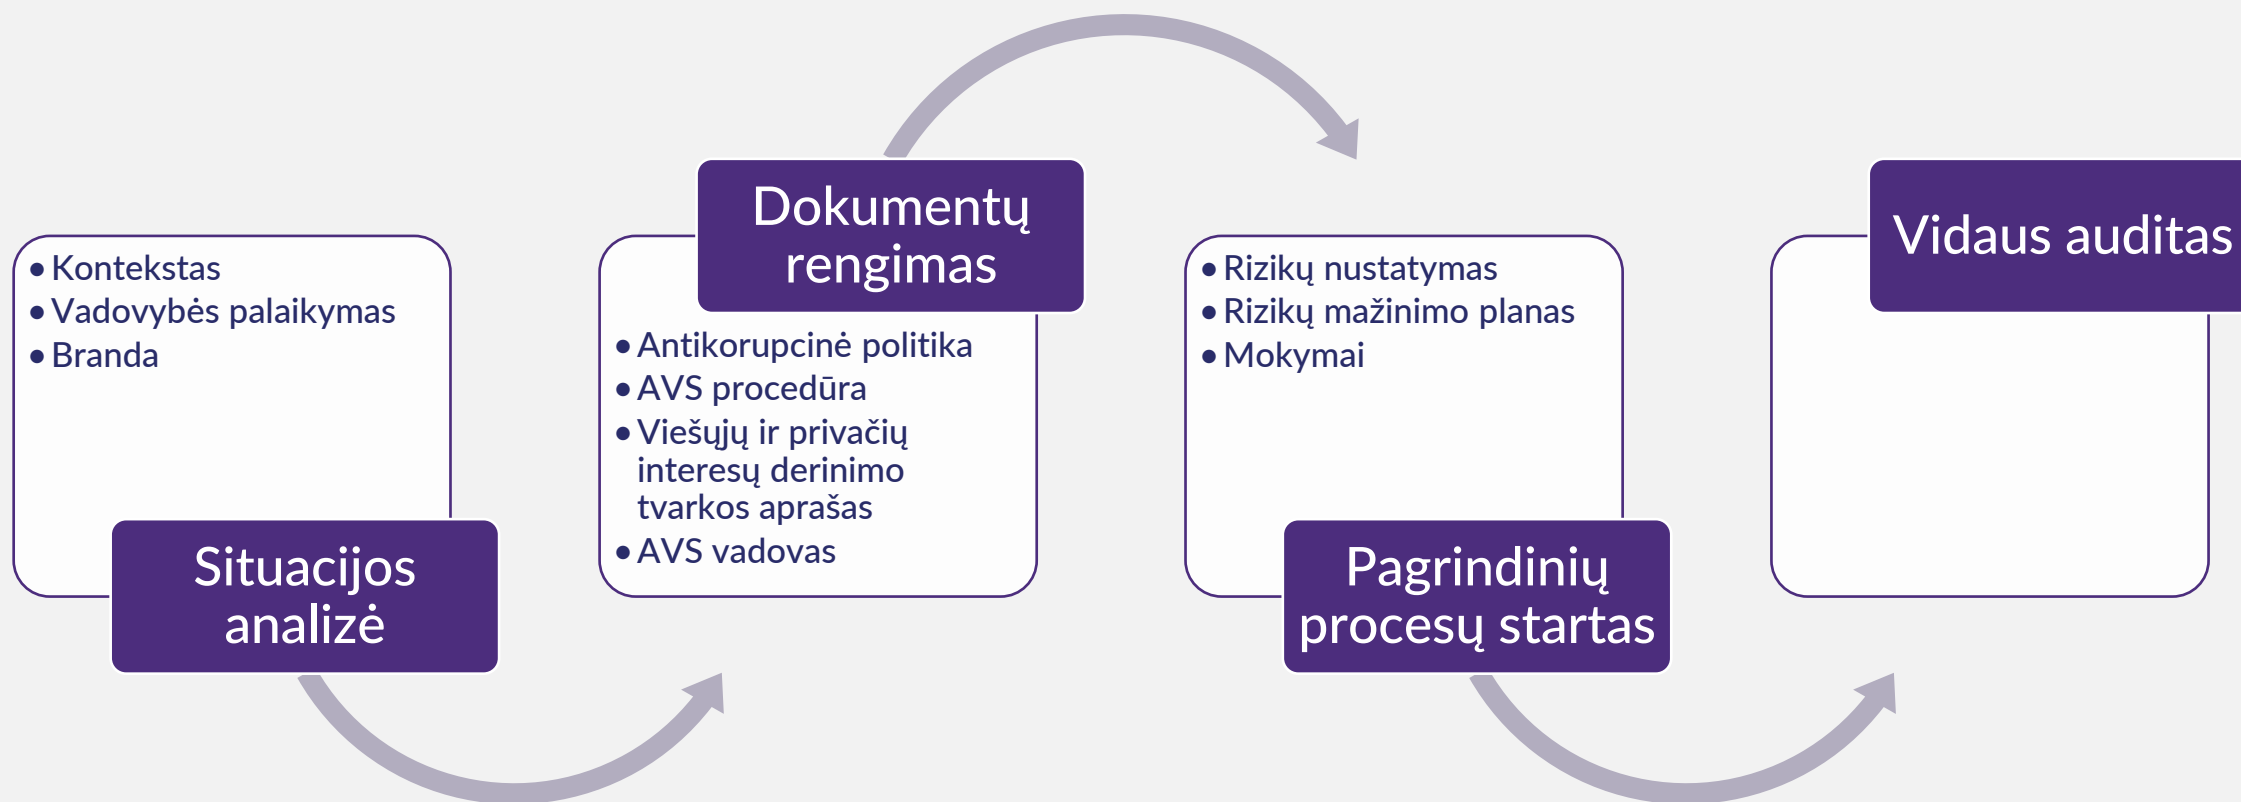 • Kontekstas
• Vadovybės palaikymas
• Branda
Situacijos
analizė
Dokumentų
rengimas
• Antikorupcinė politika
• AVS procedūra
• Viešųjų ir privačių
interesų derinimo
tvarkos aprašas
• AVS vadovas
• Rizikų nustatymas
• Rizikų mažinimo planas
• Mokymai
Pagrindinių
procesų startas
Vidaus auditas